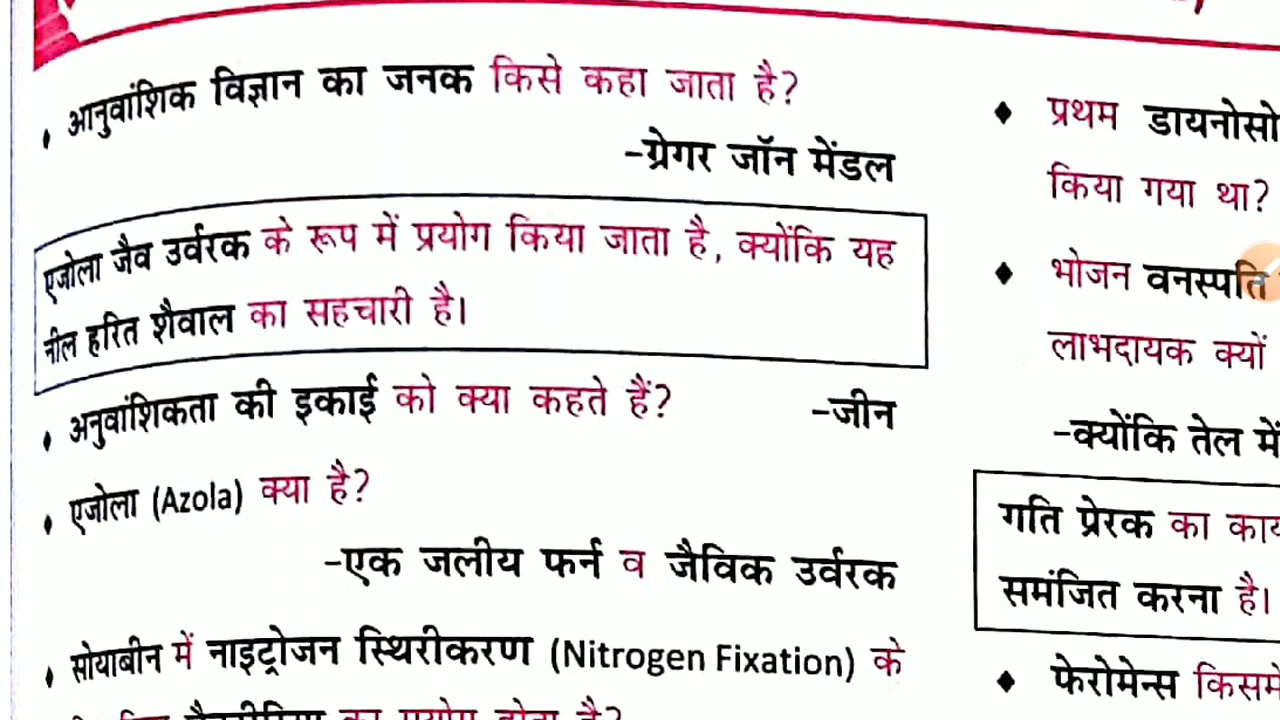 आनुवांशिक विज्ञान का जनक किसे कहा जाता है?
-ग्रेगर जॉन मेंडल
एजोला जैव उर्वरक के रूप में प्रयोग किया जाता है, क्योंकि यह
नील हरित शैवाल का सहचारी है।
अनुवांशिकता की इकाई को क्या कहते हैं? -जीन
एजोला (Azola) क्या है?
-एक जलीय फर्न व जैविक उर्वरक
सोयाबीन में नाइट्रोजन स्थिरीकरण (Nitrogen Fixation) के
का प्रयोग होता है?
प्रथम डायनोसो
किया गया था?
भोजन वनस्पति
लाभदायक क्यों
-क्योंकि तेल में
गति प्रेरक का
समंजित करना है।
फेरोमेन्स